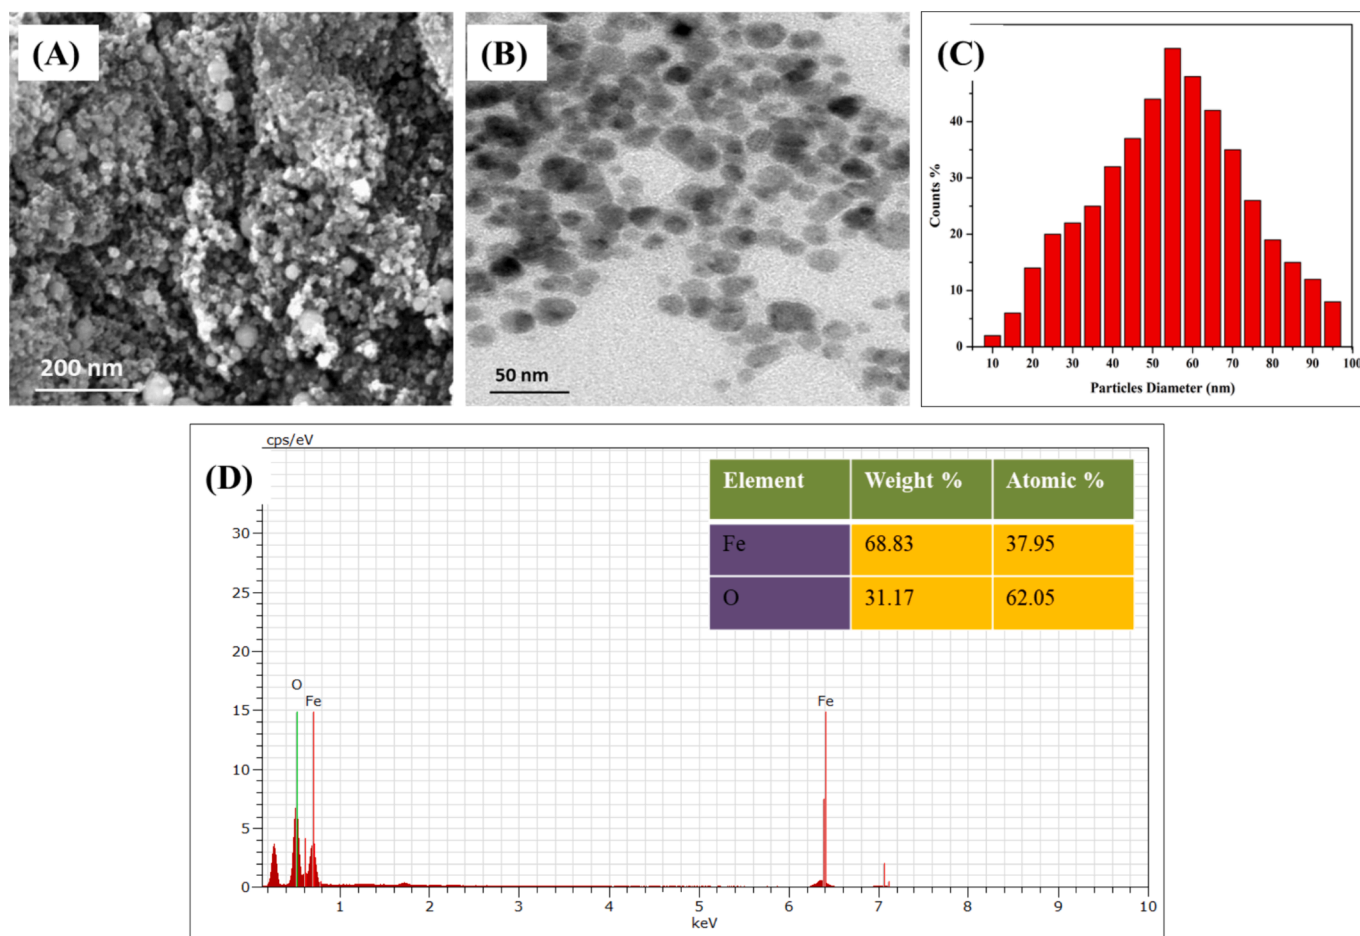 (A)
200 nm
(B)
50 nm
(C)
Counts %
40
30
20
10
0
10 20 30 40 50 60 70 80 90 100
Particles Diameter (nm)
(D)
cps/eV
30
25
20
15
10
5
0
O
Fe
Fe
1 2 3 4 5 6 7 8 9 10
keV
Element Weight % Atomic %
Fe 68.83 37.95
O 31.17 62.05